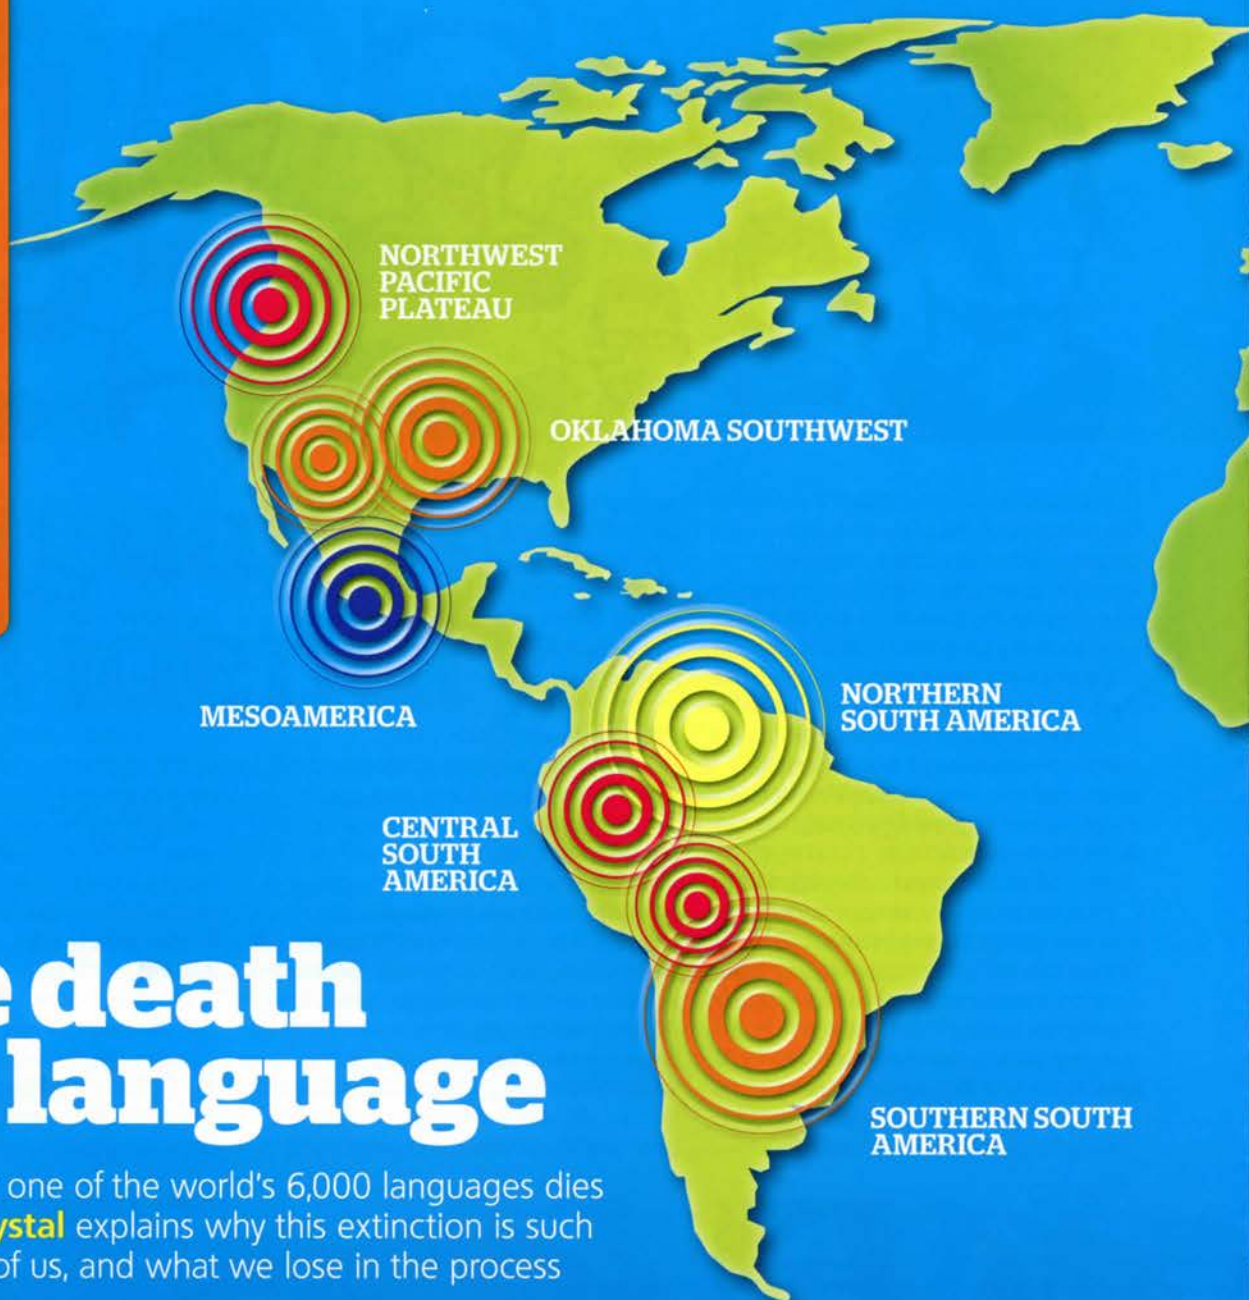 NORTHWEST
PACIFIC
PLATEAU
OKLAHOMA SOUTHWEST
MESOAMERICA
NORTHERN
SOUTH AMERICA
CENTRAL
SOUTH
AMERICA
death
language
one of the world's 6,000 languages dies
ystal explains why this extinction is such
of us, and what we lose in the process
SOUTHERN SOUTH
AMERICA